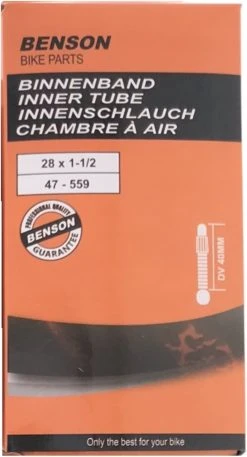 BENSON
BIKE PARTS
BINNENBAND
INNER TUBE
INNENSCHLAUCH
CHAMBRE À AIR
28 x 1-1/2
47 - 559
PROFESSIONAL QUALITY
BENSON
GUARANTEE
DV 40MM
Only the best for your bike